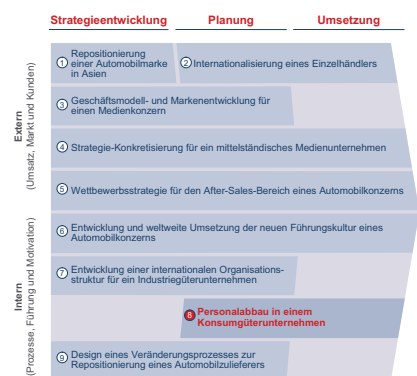 Strategieentwicklung Planung Umsetzung
Extern
(Umsatz, Markt und Kunden)
1 Repositionierung
einer Automobilmarke
in Asien
2 Internationalisierung eines Einzelhändlers
3 Geschäftsmodell- und Markenentwicklung für
einen Medienkonzern
4 Strategie-Konkretisierung für ein mittelständisches Medienunternehmen
5 Wettbewerbsstrategie für den After-Sales-Bereich eines Automobilkonzerns
Intern
(Prozesse, Führung und Motivation)
6 Entwicklung und weltweite Umsetzung der neuen Führungskultur eines
Automobilkonzerns
7 Entwicklung einer internationalen Organisations-
struktur für ein Industriegüterunternehmen
8 Personalabbau in einem
Konsumgüterunternehmen
9 Design eines Veränderungsprozesses zur
Repositionierung eines Automobilzulieferers